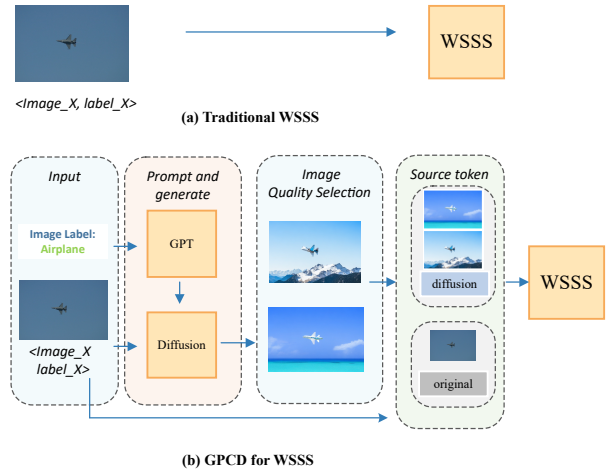 WSSS
<Image_X, label_X>
(a) Traditional WSSS
Input
Prompt and
generate
Image
Quality Selection
Source token
Image Label:
Airplane
GPT
<Image_X
label_X>
Diffusion
diffusion
original
WSSS
(b) GPCD for WSSS